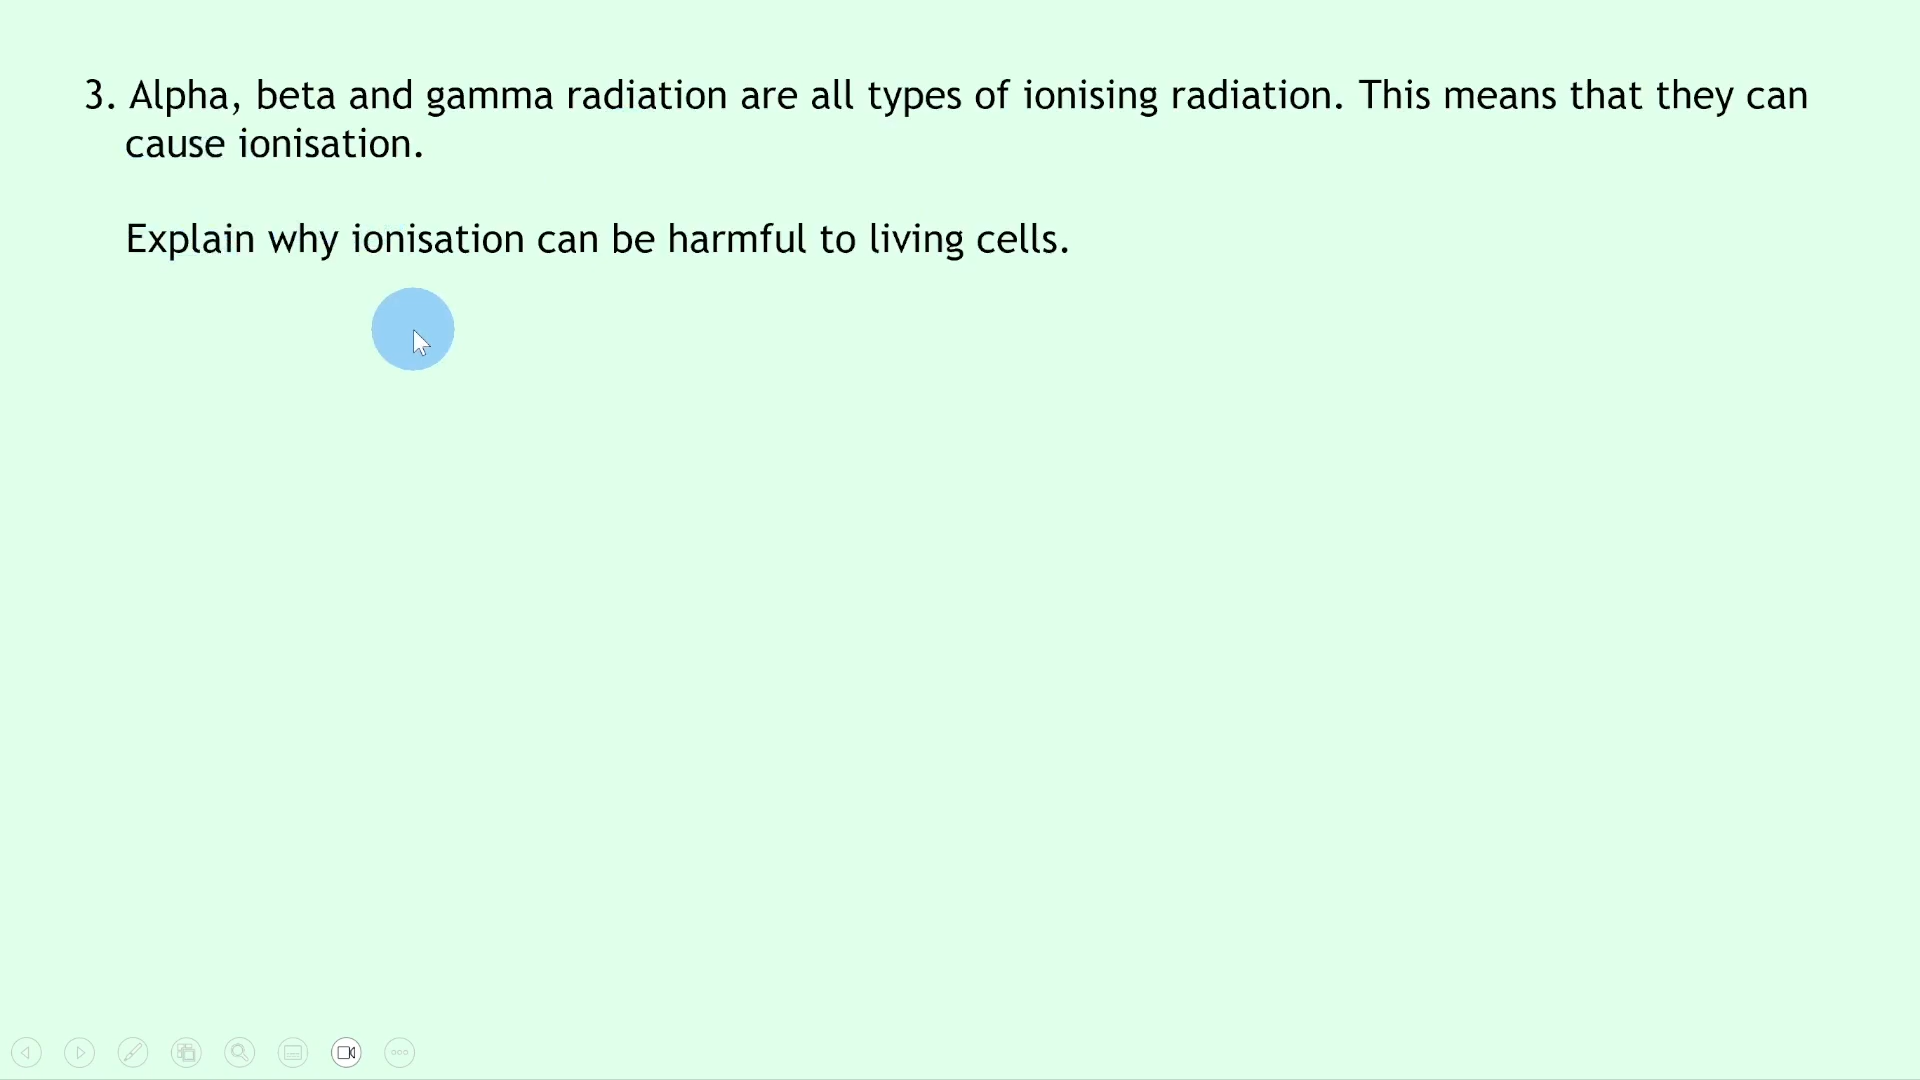 3. Alpha, beta and gamma radiation are all types of ionising radiation. This means that they can
cause ionisation.
Explain why ionisation can be harmful to living cells.